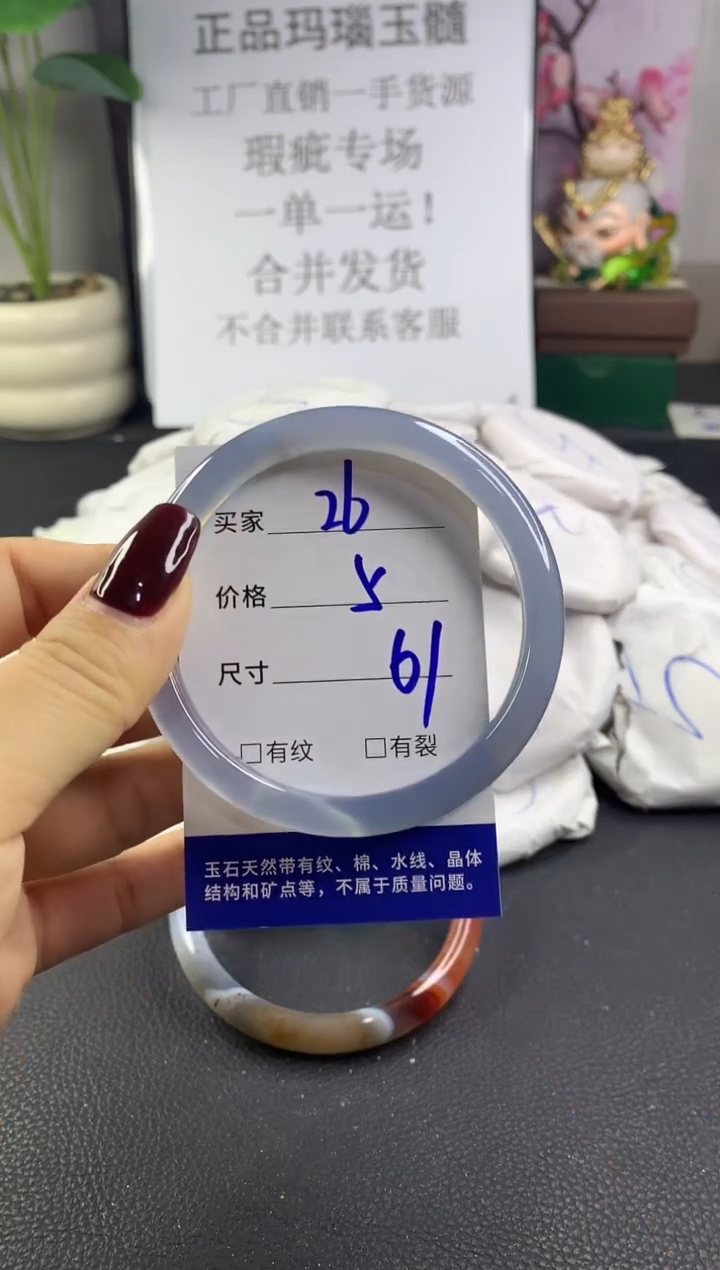 正品玛瑙玉髓
工厂直销一手货源
瑕疵专场
一单一运！
合并发货
不合并联系客服
买家 26
价格 5
尺寸 61
□有纹 □有裂
玉石天然带有纹、棉、水线、晶体
结构和矿点等，不属于质量问题。